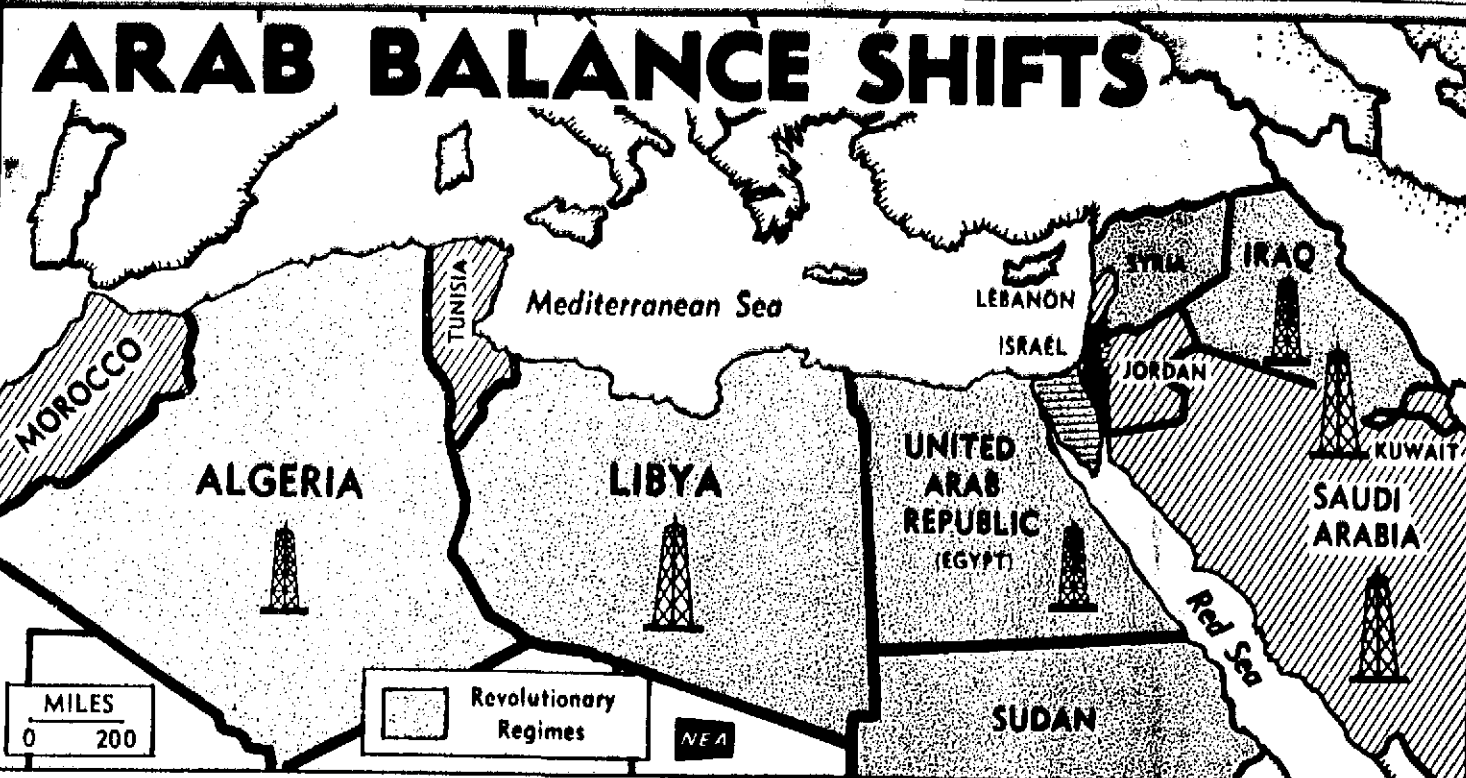 ARAB BALANCE SHIFTS
Mediterranean Sea
TUNISIA
MOROCCO
ALGERIA
LIBYA
LEBANON
ISRAEL
SYRIA
IRAQ
JORDAN
KUWAIT
UNITED
ARAB
REPUBLIC
(EGYPT)
SAUDI
ARABIA
Red Sea
SUDAN
MILES
0 200
Revolutionary
Regimes
NEA